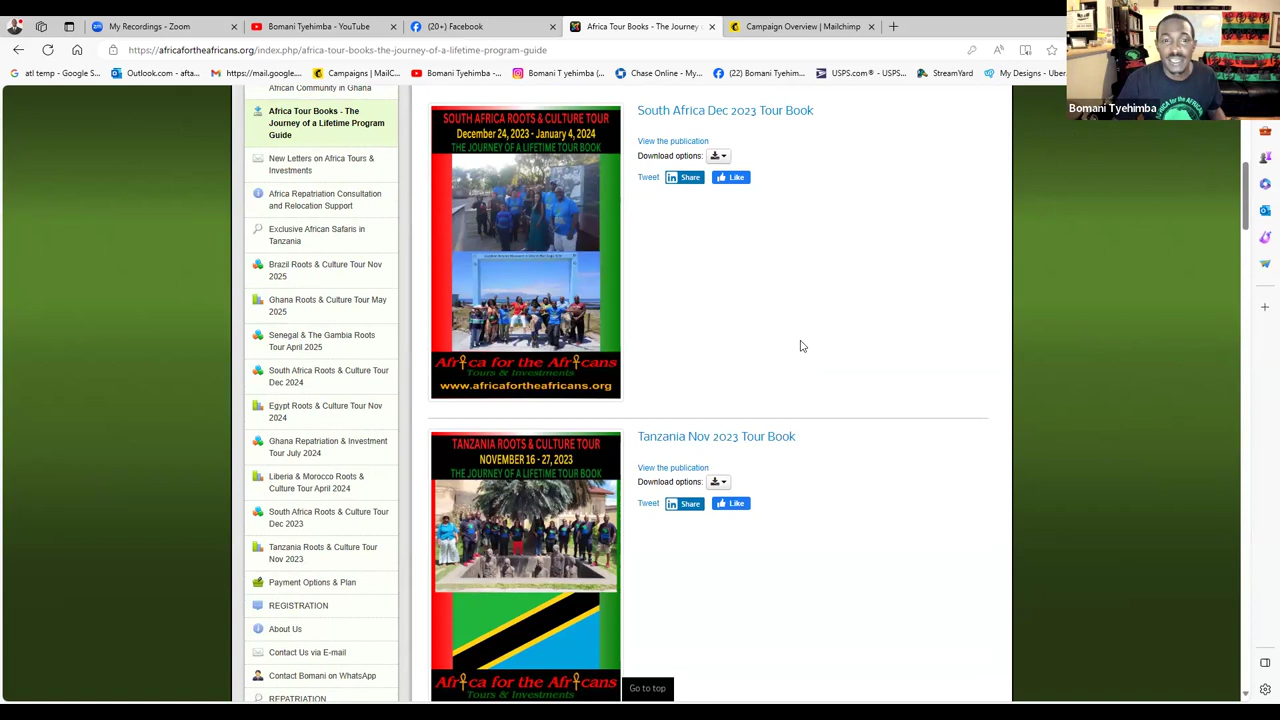 My Recordings - Zoom
Bomani Tyehimba - YouTube
(20+) Facebook
Africa Tour Books - The Journey
Campaign Overview | Mailchimp
https://africafortheafricans.org/index.php/africa-tour-books-the-journey-of-a-lifetime-program-guide
atl temp - Google S...
Outlook.com - afta...
https://mail.google....
Campaigns | MailC...
Bomani Tyehimba -...
Bomani T yehimba (...
Chase Online - My...
(22) Bomani Tyehim...
USPS.com® - USPS...
StreamYard
My Designs - Uber
Bomani Tyehimba
African Community in Ghana
Africa Tour Books - The
Journey of a Lifetime Program
Guide
New Letters on Africa Tours &
Investments
Africa Repatriation Consultation
and Relocation Support
Exclusive African Safaris in
Tanzania
Brazil Roots & Culture Tour Nov
2025
Ghana Roots & Culture Tour May
2025
Senegal & The Gambia Roots
Tour April 2025
South Africa Roots & Culture Tour
Dec 2024
Egypt Roots & Culture Tour Nov
2024
Ghana Repatriation & Investment
Tour July 2024
Liberia & Morocco Roots &
Culture Tour April 2024
South Africa Roots & Culture Tour
Dec 2023
Tanzania Roots & Culture Tour
Nov 2023
Payment Options & Plan
REGISTRATION
About Us
Contact Us via E-mail
Contact Bomani on WhatsApp
REPATRIATION
SOUTH AFRICA ROOTS & CULTURE TOUR
December 24, 2023 - January 4, 2024
THE JOURNEY OF A LIFETIME TOUR BOOK
Africa for the Africans
Tours & Investments
www.africafortheafricans.org
South Africa Dec 2023 Tour Book
View the publication
Download options:
Tweet
Share
Like
TANZANIA ROOTS & CULTURE TOUR
NOVEMBER 16 - 27, 2023
THE JOURNEY OF A LIFETIME TOUR BOOK
Africa for the Africans
Tours & Investments
Tanzania Nov 2023 Tour Book
View the publication
Download options:
Tweet
Share
Like
Go to top